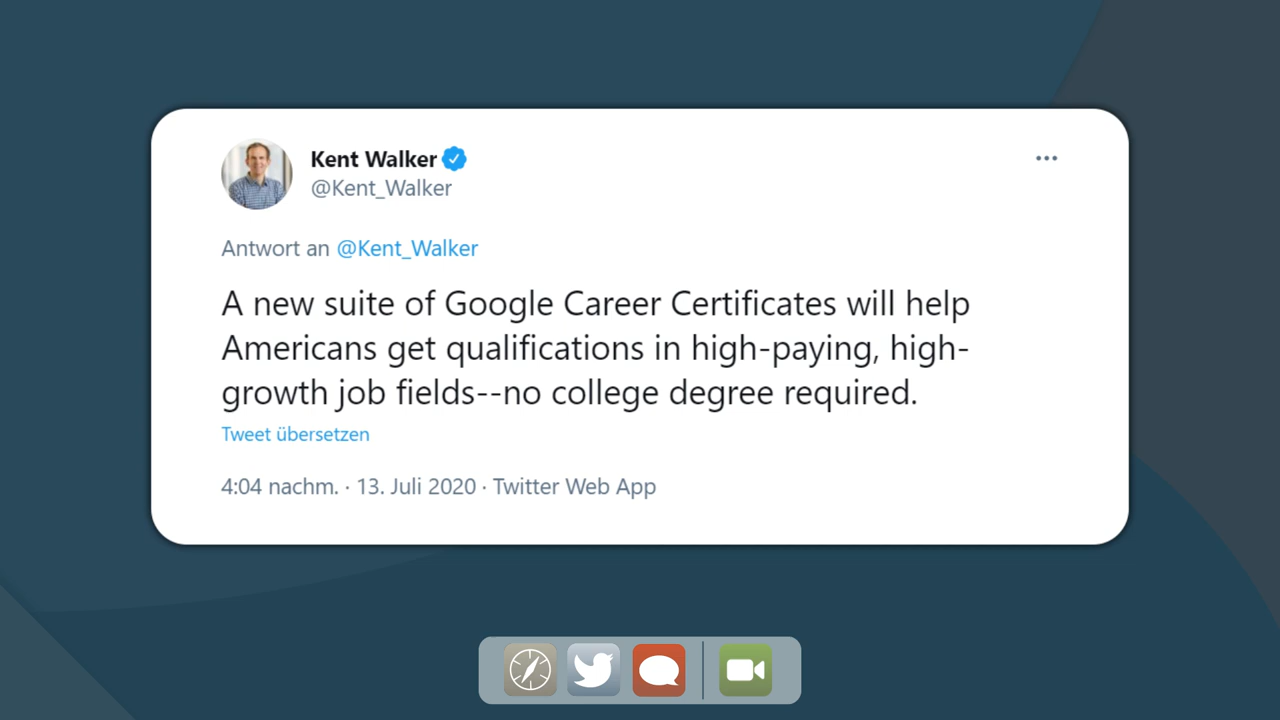 Kent Walker
@Kent_Walker
Antwort an @Kent_Walker
A new suite of Google Career Certificates will help
Americans get qualifications in high-paying, high-
growth job fields--no college degree required.
Tweet übersetzen
4:04 nachm. · 13. Juli 2020 · Twitter Web App